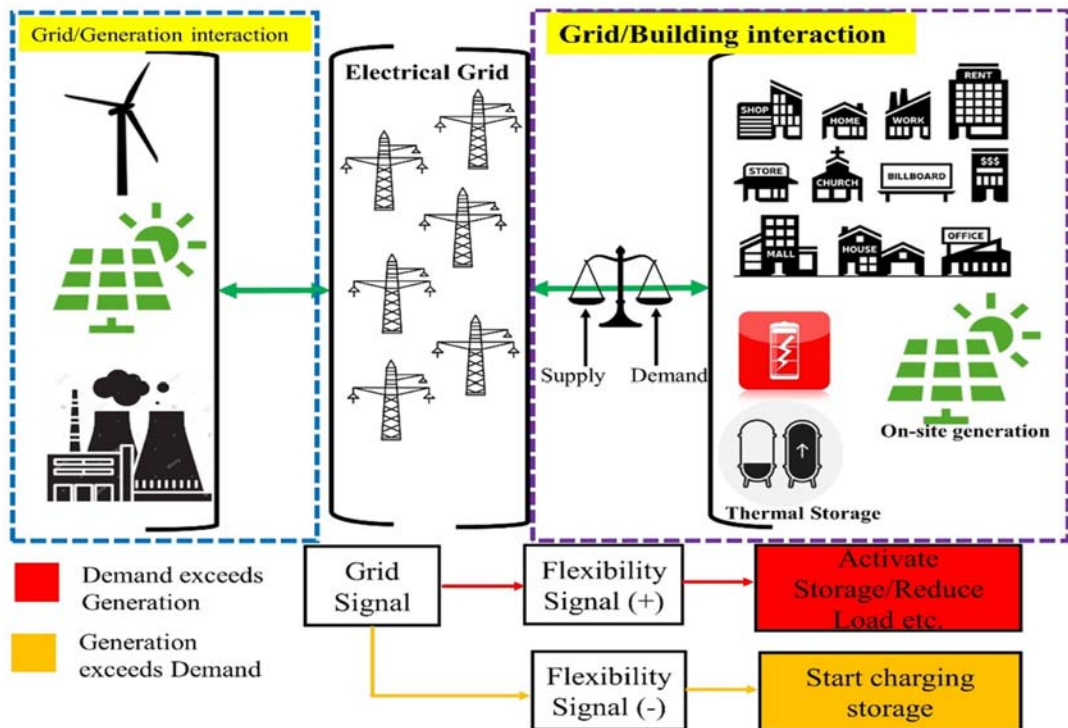 Grid/Generation interaction
Electrical Grid
Grid/Building interaction
SHOP
HOME
WORK
RENT
STORE
CHURCH
BILLBOARD
$$$
MALL
HOUSE
OFFICE
Supply
Demand
On-site generation
Thermal Storage
Demand exceeds
Generation
Generation
exceeds Demand
Grid
Signal
Flexibility
Signal (+)
Activate
Storage/Reduce
Load etc.
Flexibility
Signal (-)
Start charging
storage